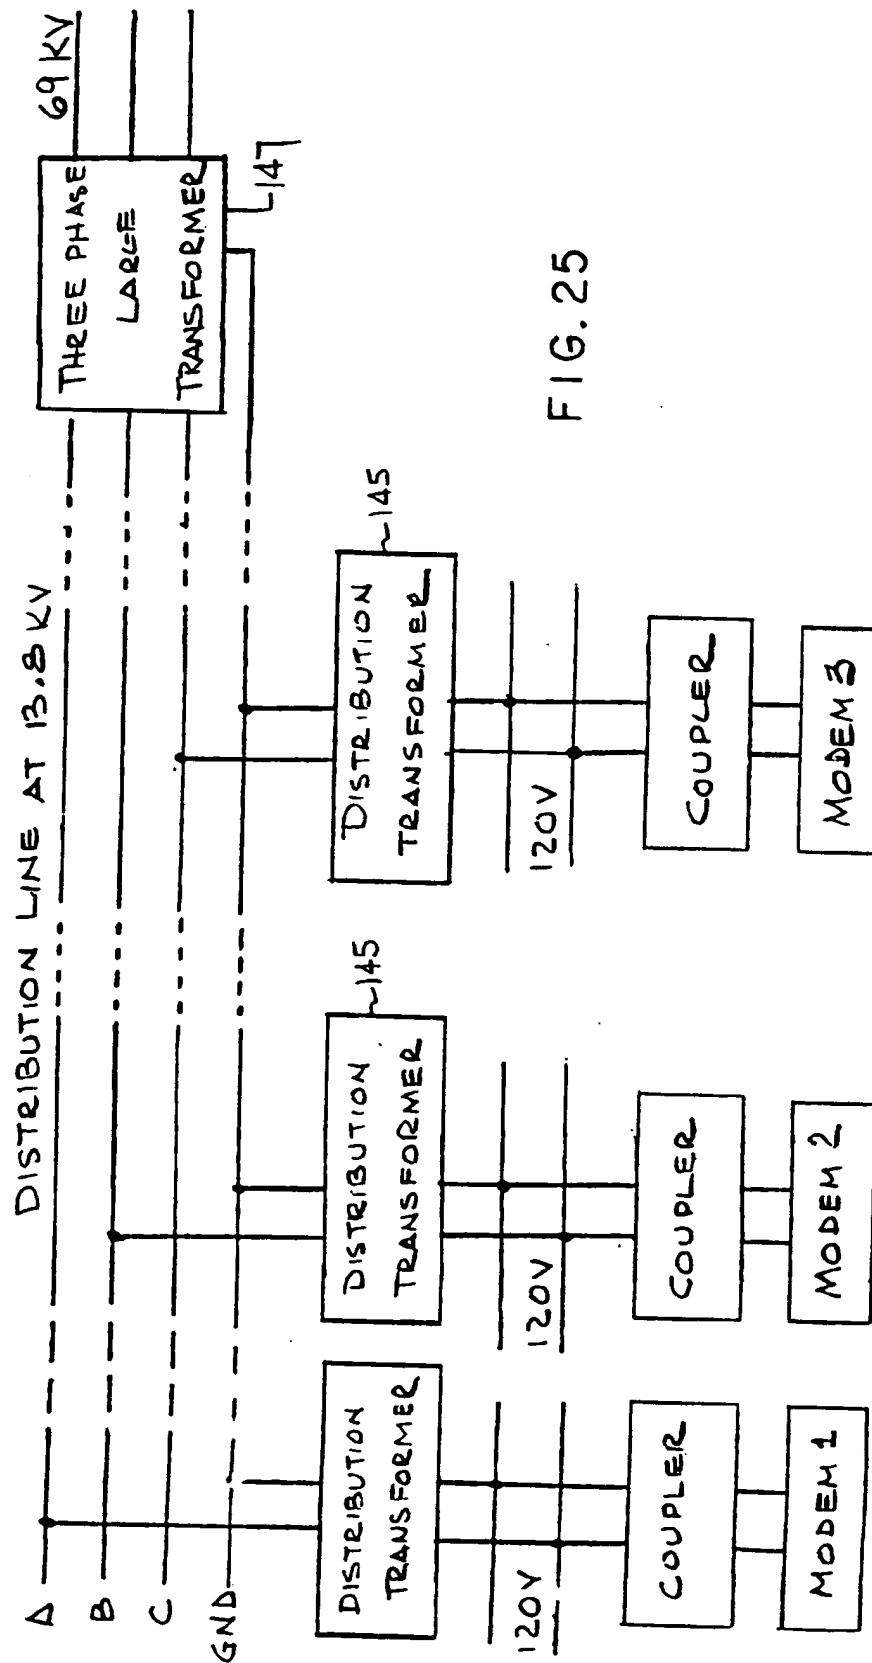 DISTRIBUTION LINE AT 13.8 KV
69 KV
A
B
C
GND
THREE PHASE
LARGE
TRANSFORMER
147
DISTRIBUTION
TRANSFORMER
DISTRIBUTION
TRANSFORMER
145
DISTRIBUTION
TRANSFORMER
145
120V
120V
120V
COUPLER
COUPLER
COUPLER
MODEM 1
MODEM 2
MODEM 3
FIG. 25